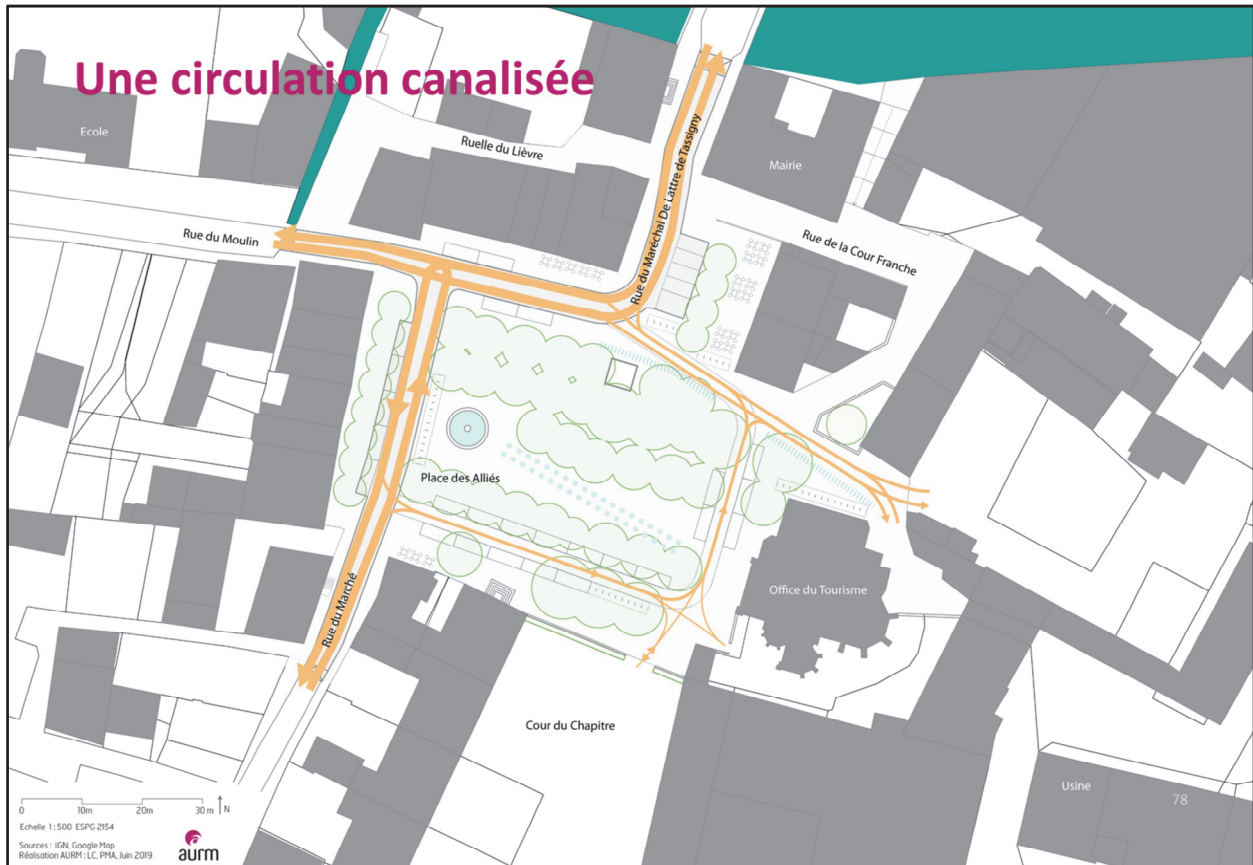 Une circulation canalisée
Ecole
Ruelle du Lièvre
Mairie
Rue du Maréchal De Lattre de Tassigny
Rue du Moulin
Rue de la Cour Franche
Place des Alliés
Office du Tourisme
Rue du Marché
Cour du Chapitre
Usine
78
0 10m 20m 30 m N
Echelle 1:500 ESPG 2154
Sources : IGN, Google Map
Réalisation AURM : LC, PMA, Juin 2019
aurm